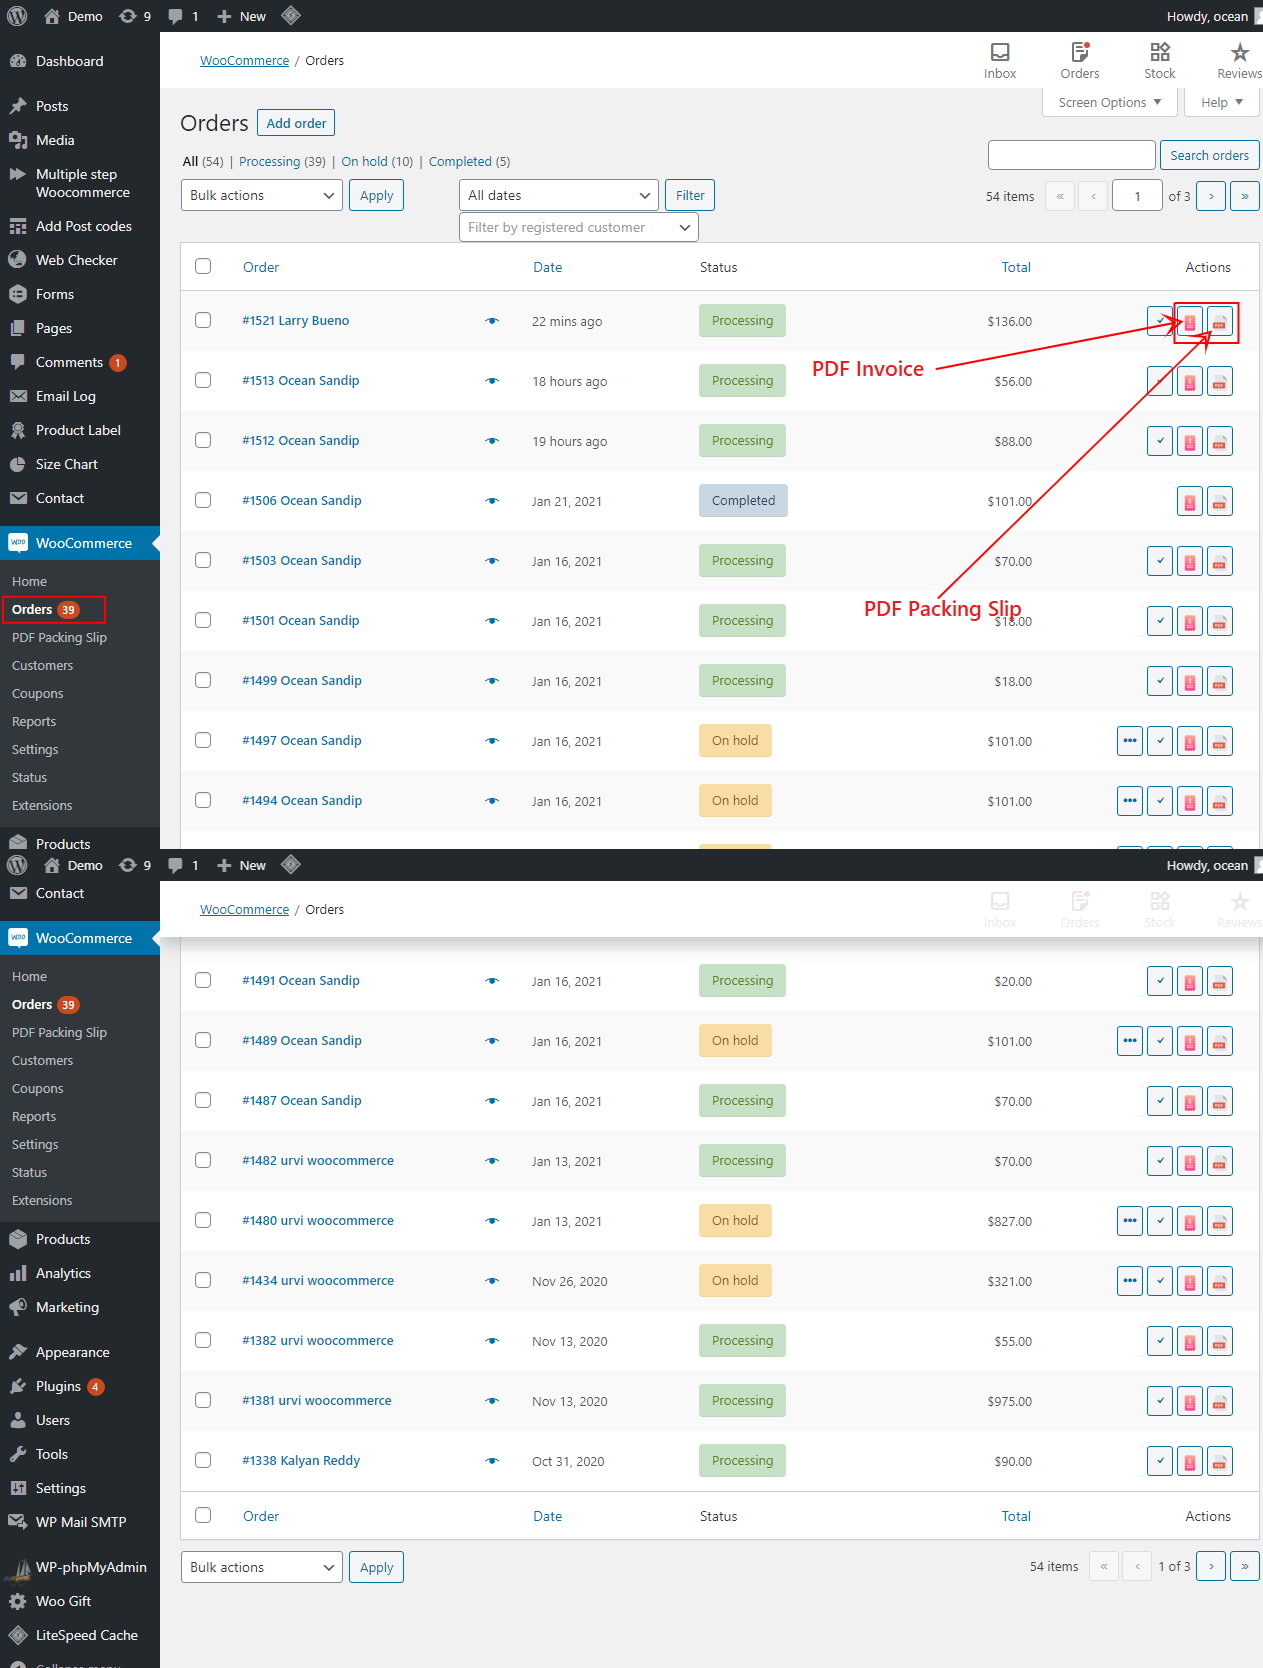 Demo 9 1 New Howdy, ocean
Dashboard
Posts
Media
Multiple step
Woocommerce
Add Post codes
Web Checker
Forms
Pages
Comments 1
Email Log
Product Label
Size Chart
Contact
WooCommerce
Home
Orders 39
PDF Packing Slip
Customers
Coupons
Reports
Settings
Status
Extensions
Products
WooCommerce / Orders
Inbox Orders Stock Reviews
Screen Options Help
Orders Add order
All (54) | Processing (39) | On hold (10) | Completed (5)
Search orders
Bulk actions Apply All dates Filter 54 items « ‹ 1 of 3 › »
Filter by registered customer
Order Date Status Total Actions
#1521 Larry Bueno 22 mins ago Processing $136.00
PDF Invoice
#1513 Ocean Sandip 18 hours ago Processing $56.00
#1512 Ocean Sandip 19 hours ago Processing $88.00
#1506 Ocean Sandip Jan 21, 2021 Completed $101.00
#1503 Ocean Sandip Jan 16, 2021 Processing $70.00
PDF Packing Slip
#1501 Ocean Sandip Jan 16, 2021 Processing $18.00
#1499 Ocean Sandip Jan 16, 2021 Processing $18.00
#1497 Ocean Sandip Jan 16, 2021 On hold $101.00
#1494 Ocean Sandip Jan 16, 2021 On hold $101.00
Demo 9 1 New Howdy, ocean
Contact
WooCommerce
Home
Orders 39
PDF Packing Slip
Customers
Coupons
Reports
Settings
Status
Extensions
Products
Analytics
Marketing
Appearance
Plugins 4
Users
Tools
Settings
WP Mail SMTP
WP-phpMyAdmin
Woo Gift
LiteSpeed Cache
Collapse menu
WooCommerce / Orders
Inbox Orders Stock Reviews
#1491 Ocean Sandip Jan 16, 2021 Processing $20.00
#1489 Ocean Sandip Jan 16, 2021 On hold $101.00
#1487 Ocean Sandip Jan 16, 2021 Processing $70.00
#1482 urvi woocommerce Jan 13, 2021 Processing $70.00
#1480 urvi woocommerce Jan 13, 2021 On hold $827.00
#1434 urvi woocommerce Nov 26, 2020 On hold $321.00
#1382 urvi woocommerce Nov 13, 2020 Processing $55.00
#1381 urvi woocommerce Nov 13, 2020 Processing $975.00
#1338 Kalyan Reddy Oct 31, 2020 Processing $90.00
Order Date Status Total Actions
Bulk actions Apply 54 items « ‹ 1 of 3 › »